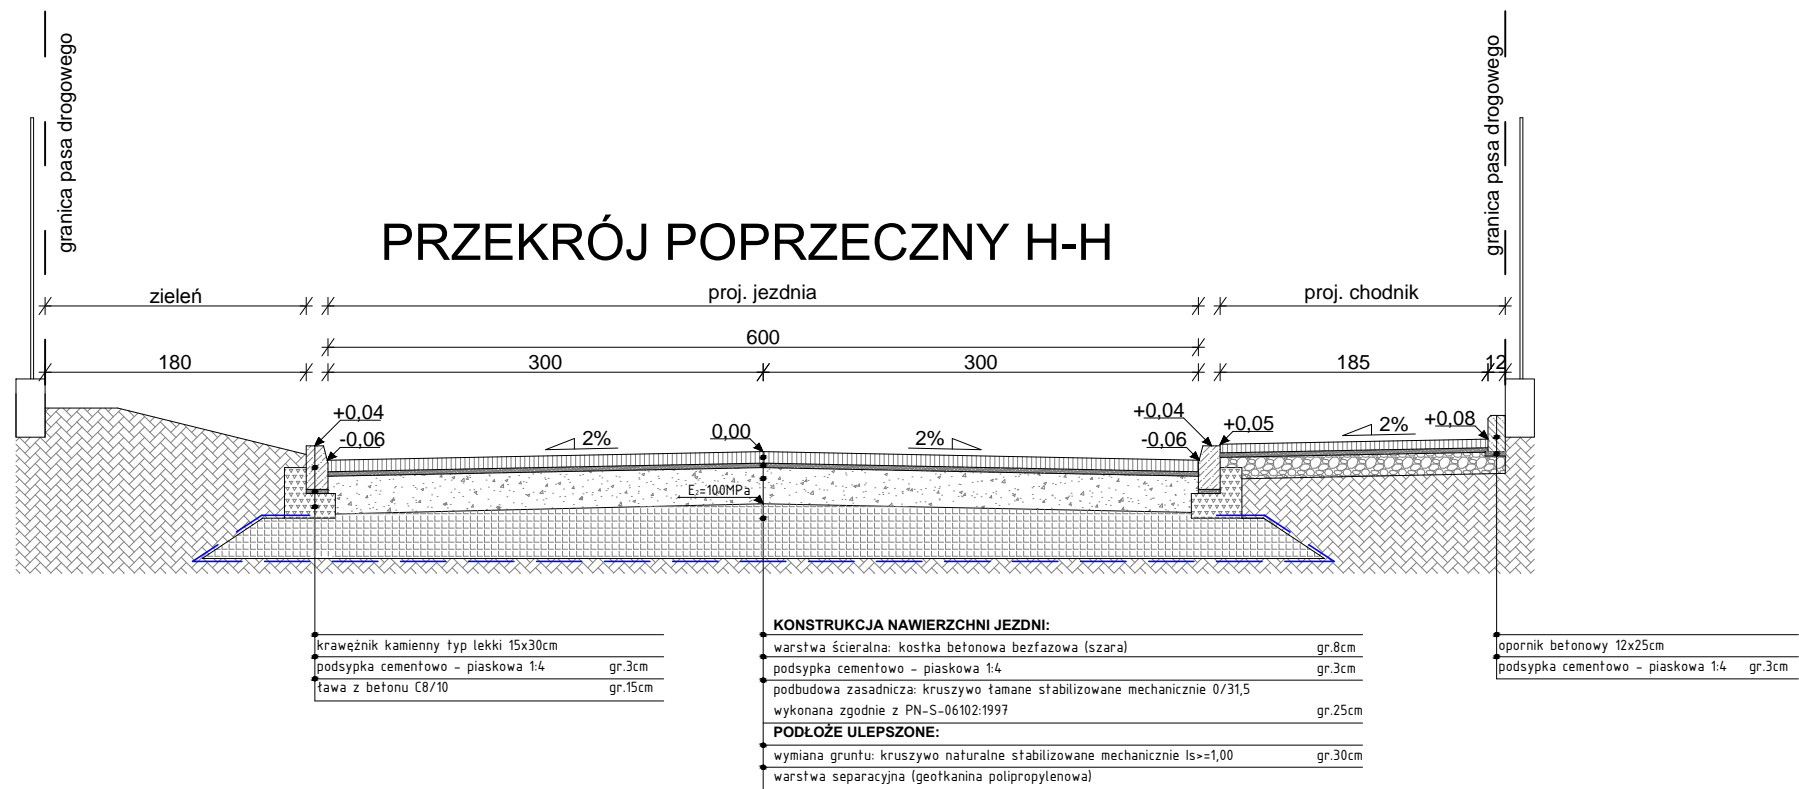 granica pasa drogowego
granica pasa drogowego
PRZEKRÓJ POPRZECZNY H-H
zieleń
proj. jezdnia
proj. chodnik
600
180
300
300
185
12
+0,04
-0,06
0,00
2%
2%
+0,04
-0,06
+0,05
2%
+0,08
E₂=100MPa
krawężnik kamienny typ lekki 15x30cm
podsypka cementowo - piaskowa 1:4 gr.3cm
ława z betonu C8/10 gr.15cm
KONSTRUKCJA NAWIERZCHNI JEZDNI:
warstwa ścieralna: kostka betonowa bezfazowa (szara) gr.8cm
podsypka cementowo - piaskowa 1:4 gr.3cm
podbudowa zasadnicza: kruszywo łamane stabilizowane mechanicznie 0/31,5
wykonana zgodnie z PN-S-06102:1997 gr.25cm
PODŁOŻE ULEPSZONE:
wymiana gruntu: kruszywo naturalne stabilizowane mechanicznie Is>=1,00 gr.30cm
warstwa separacyjna (geotkanina polipropylenowa)
opornik betonowy 12x25cm
podsypka cementowo - piaskowa 1:4 gr.3cm